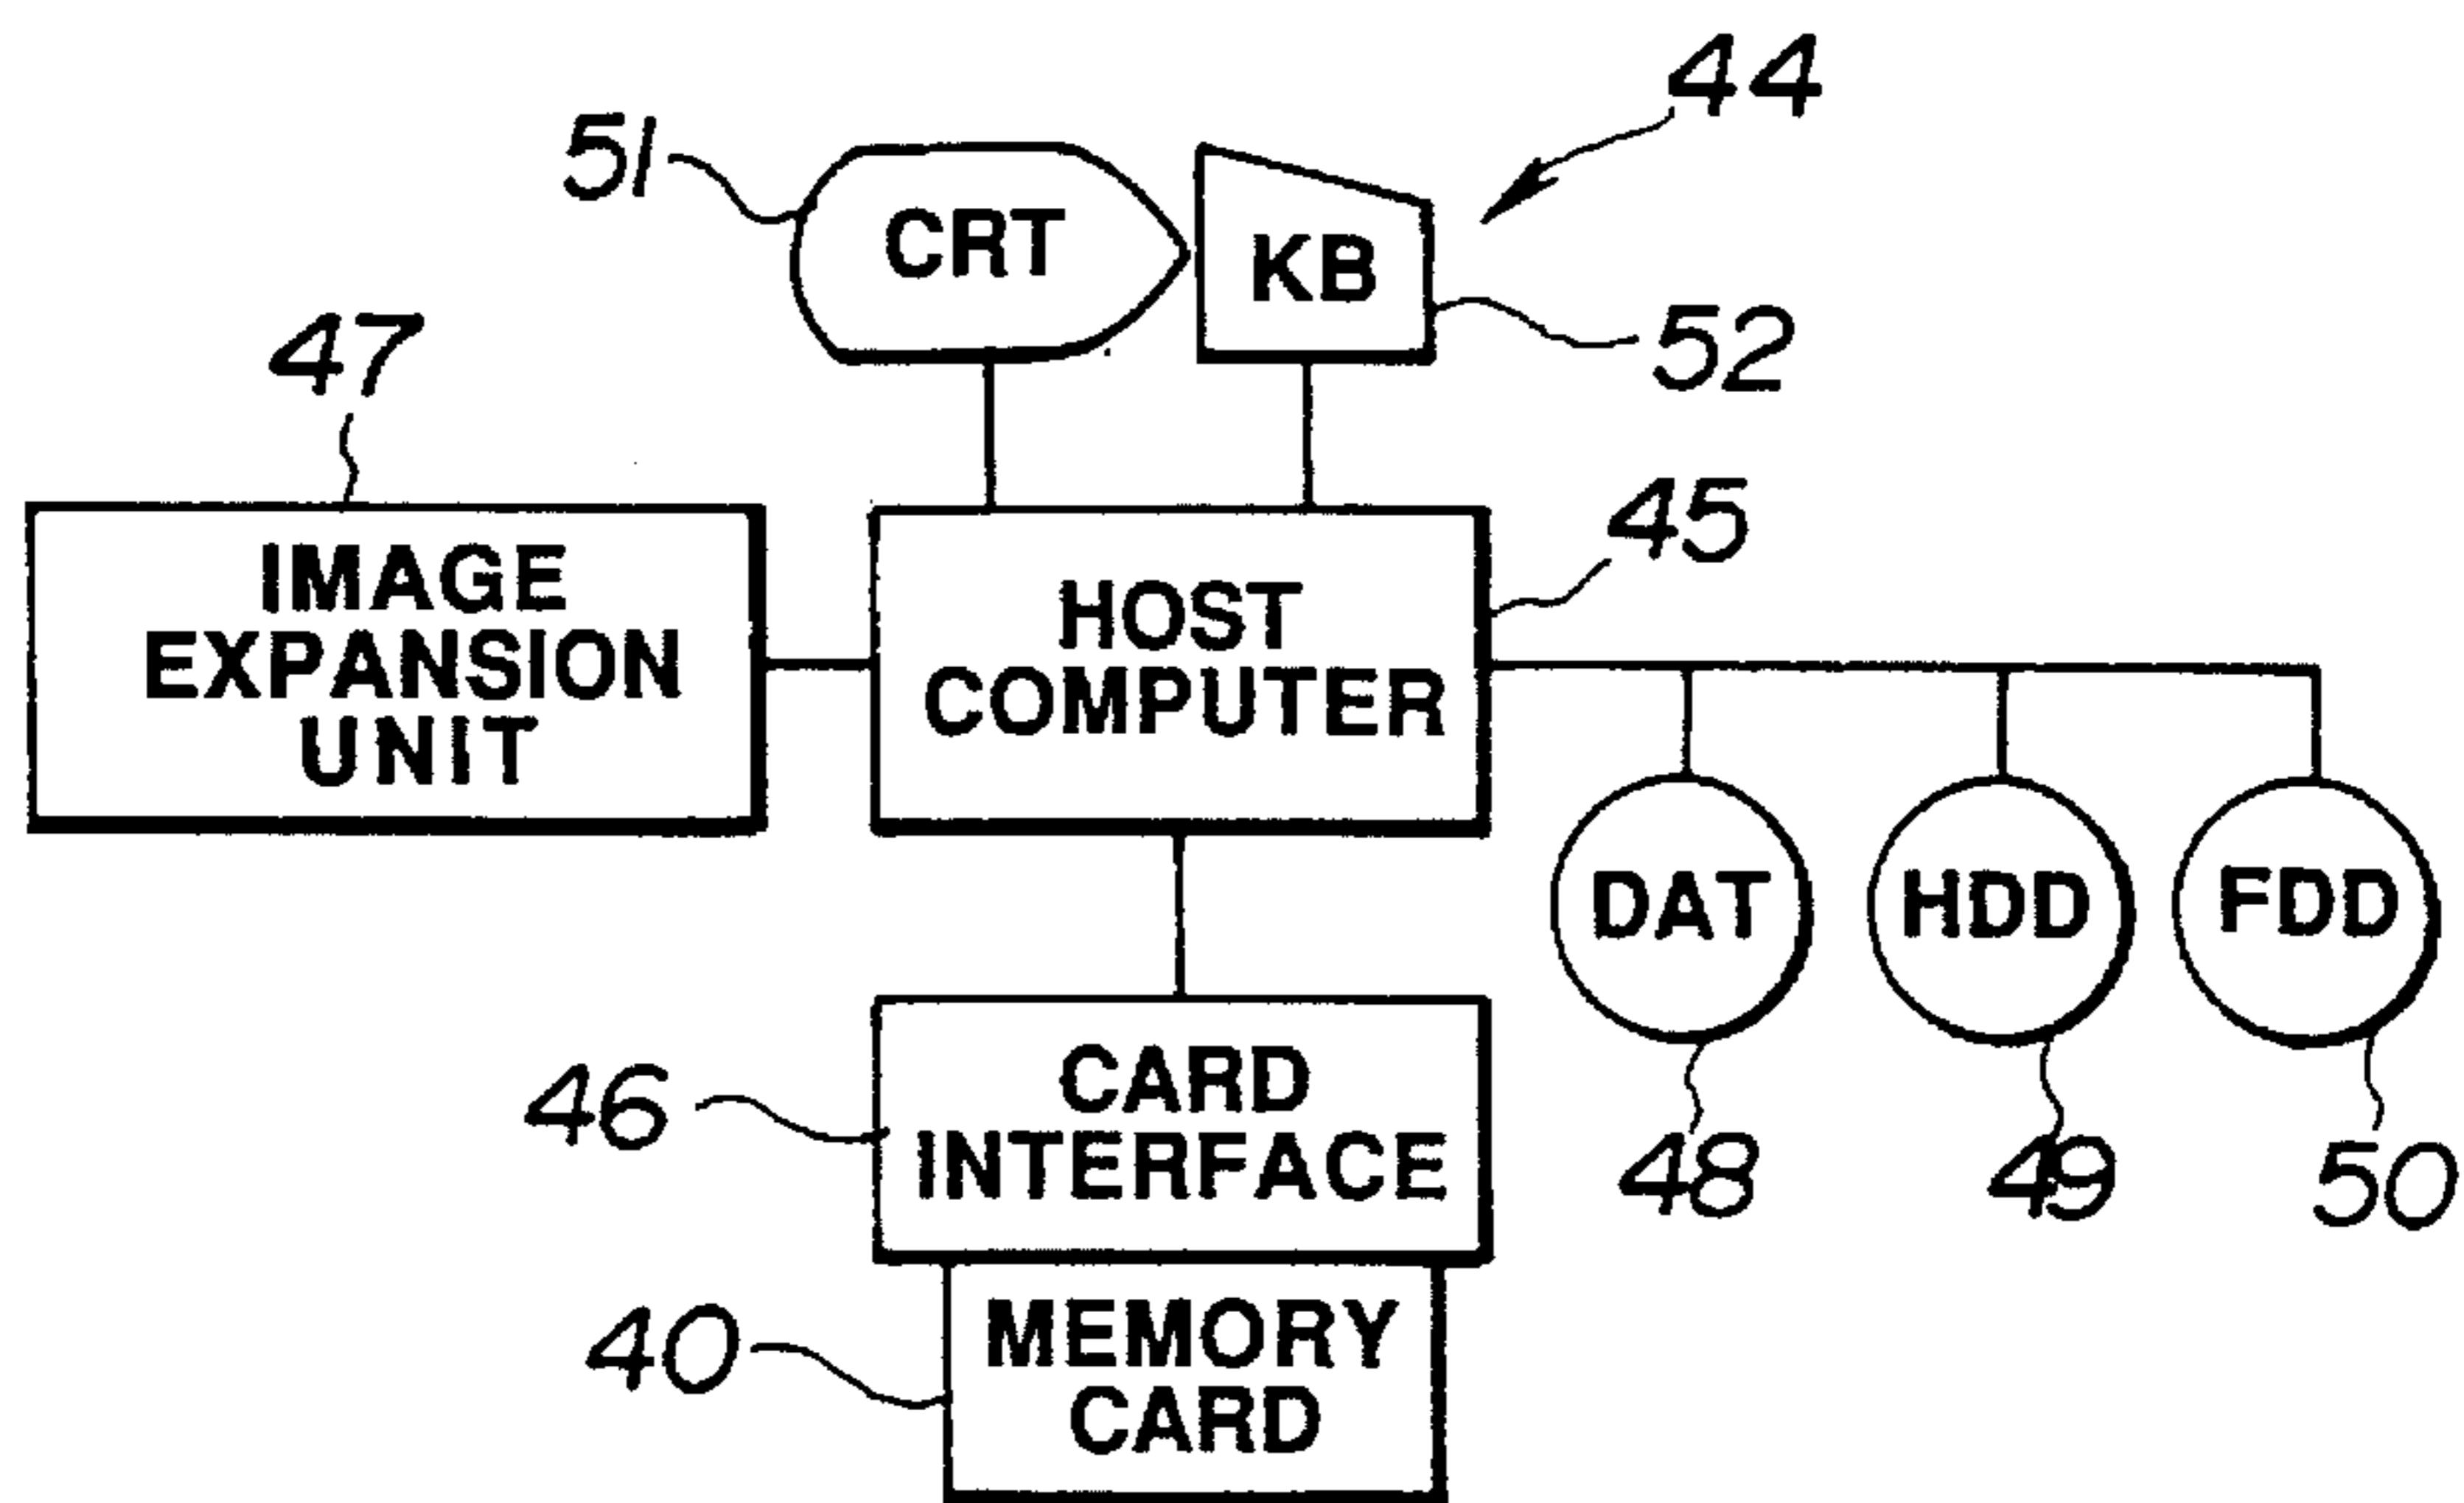 44
51
CRT
KB
52
47
45
IMAGE
EXPANSION
UNIT
HOST
COMPUTER
DAT
HDD
FDD
46
CARD
INTERFACE
48
49
50
40
MEMORY
CARD